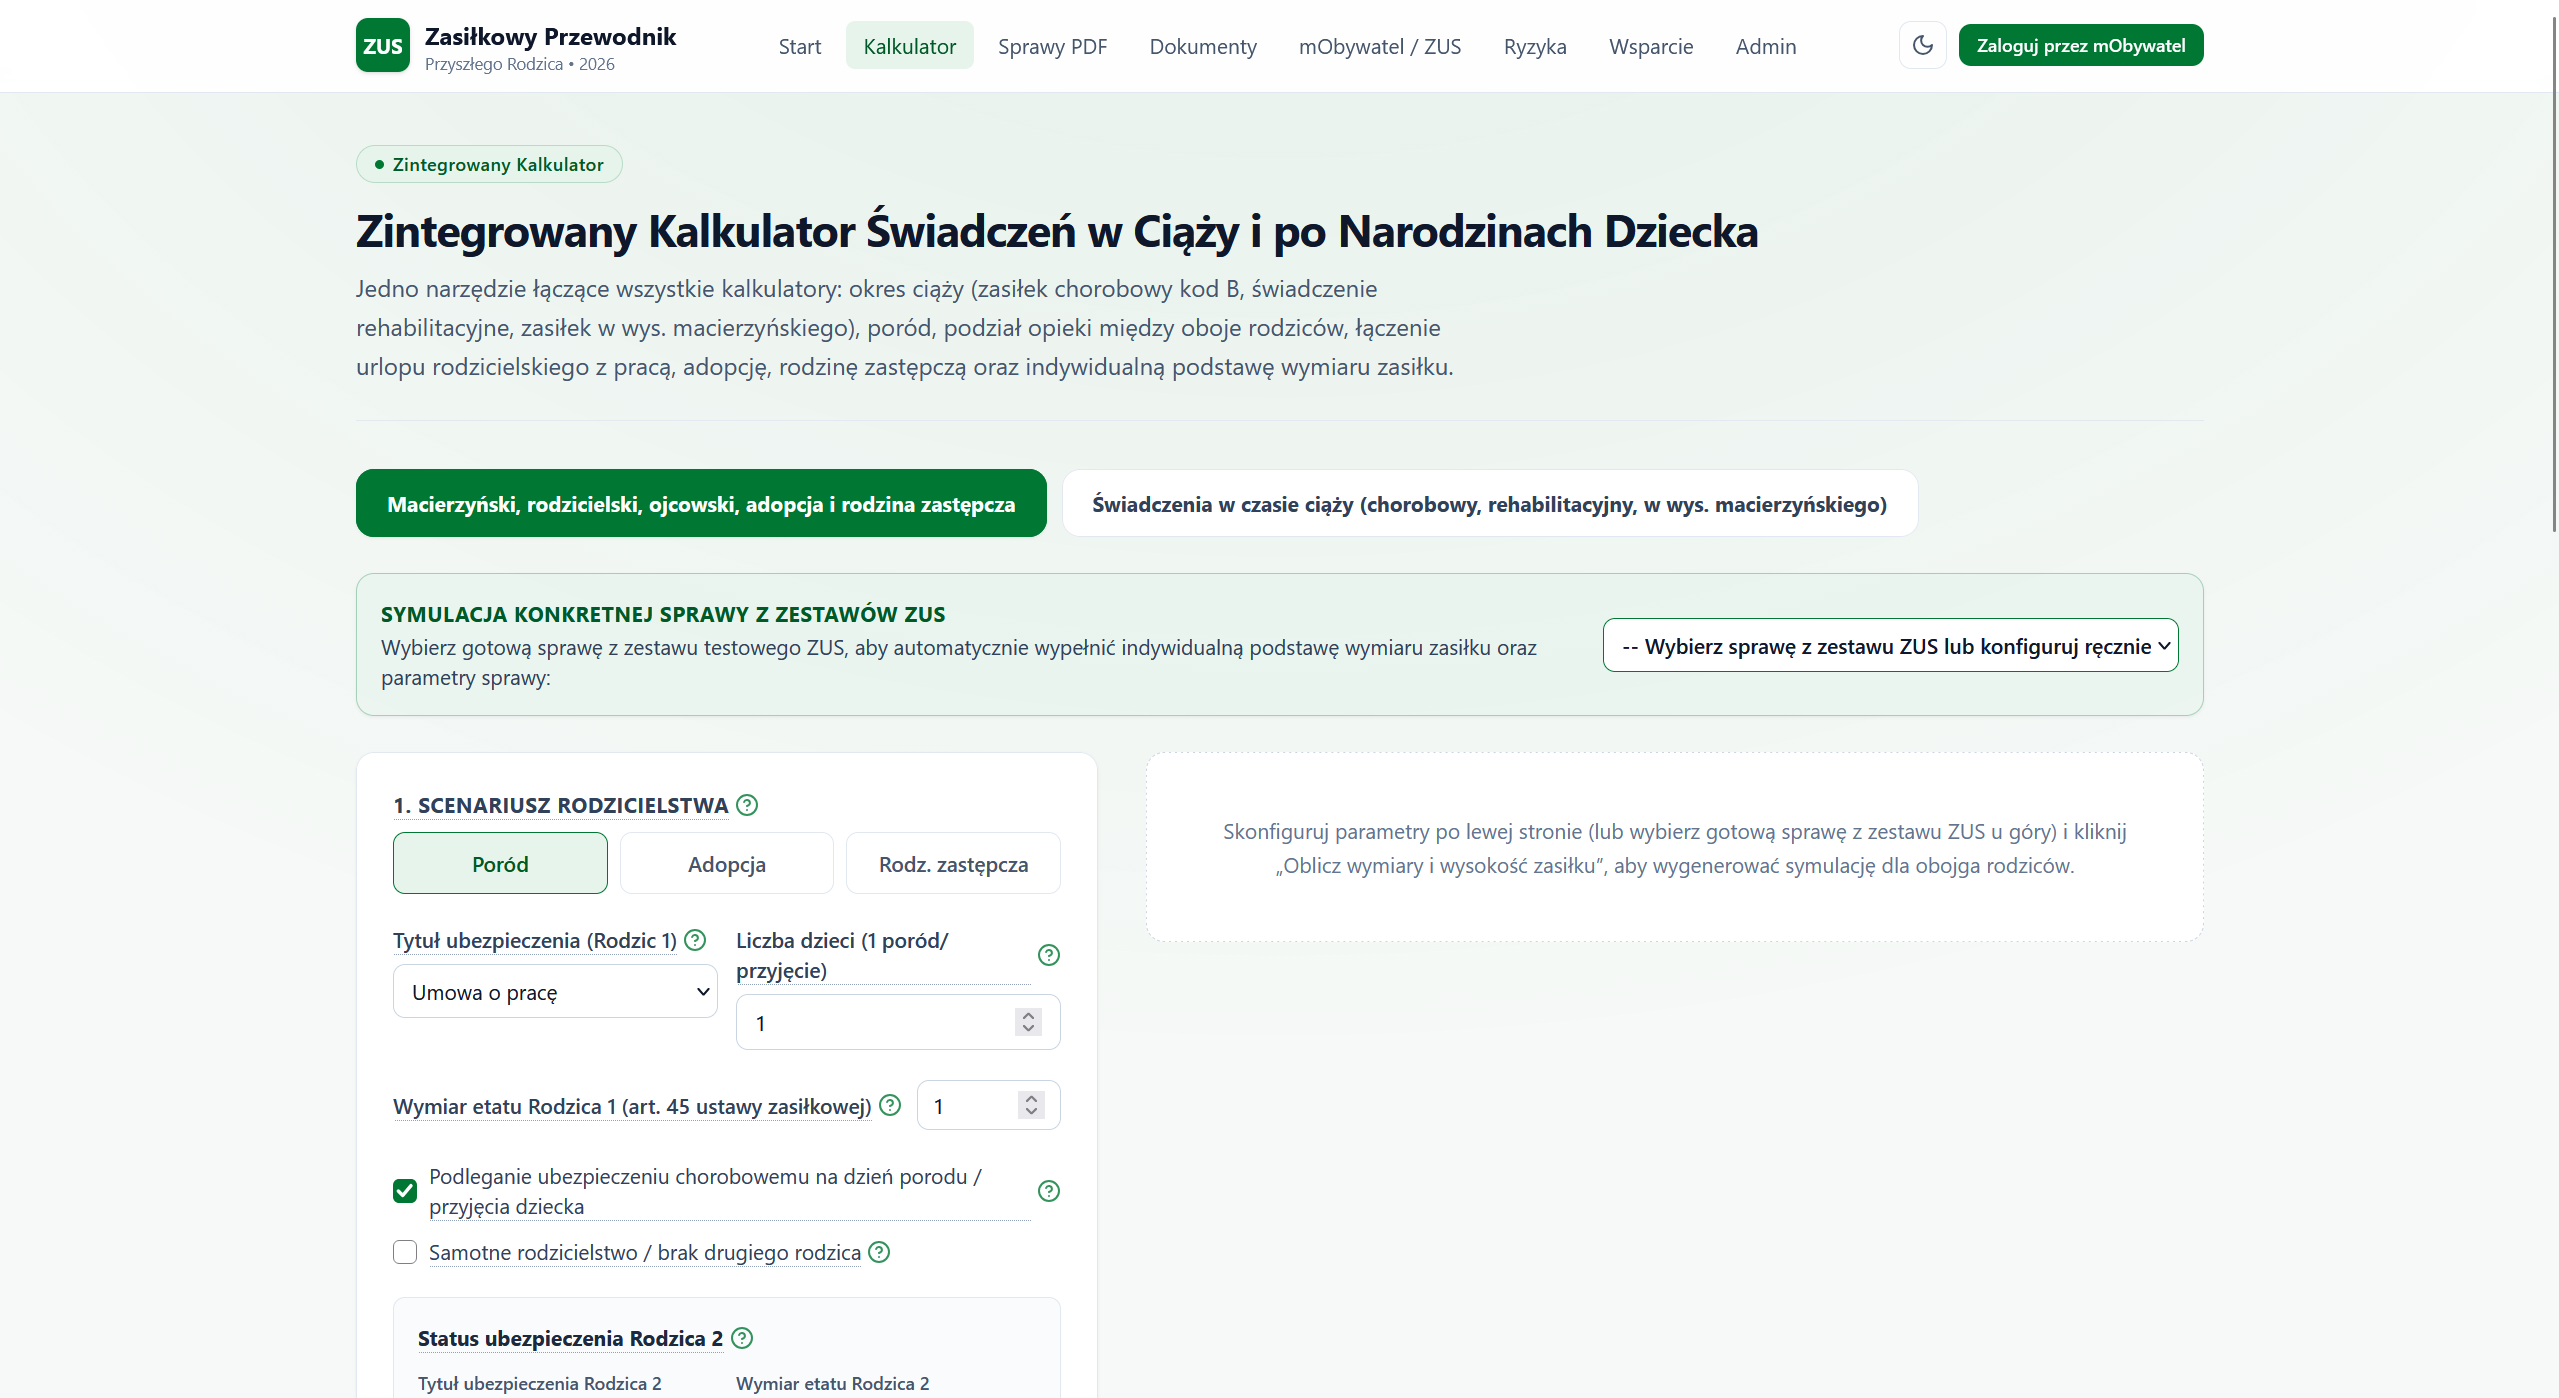 ZUS
Zasiłkowy Przewodnik
Przyszłego Rodzica • 2026
Start
Kalkulator
Sprawy PDF
Dokumenty
mObywatel / ZUS
Ryzyka
Wsparcie
Admin
Zaloguj przez mObywatel
Zintegrowany Kalkulator
Zintegrowany Kalkulator Świadczeń w Ciąży i po Narodzinach Dziecka
Jedno narzędzie łączące wszystkie kalkulatory: okres ciąży (zasiłek chorobowy kod B, świadczenie
rehabilitacyjne, zasiłek w wys. macierzyńskiego), poród, podział opieki między oboje rodziców, łączenie
urlopu rodzicielskiego z pracą, adopcję, rodzinę zastępczą oraz indywidualną podstawę wymiaru zasiłku.
Macierzyński, rodzicielski, ojcowski, adopcja i rodzina zastępcza
Świadczenia w czasie ciąży (chorobowy, rehabilitacyjny, w wys. macierzyńskiego)
SYMULACJA KONKRETNEJ SPRAWY Z ZESTAWÓW ZUS
Wybierz gotową sprawę z zestawu testowego ZUS, aby automatycznie wypełnić indywidualną podstawę wymiaru zasiłku oraz
parametry sprawy:
-- Wybierz sprawę z zestawu ZUS lub konfiguruj ręcznie
1. SCENARIUSZ RODZICIELSTWA ?
Poród
Adopcja
Rodz. zastępcza
Tytuł ubezpieczenia (Rodzic 1) ?
Umowa o pracę
Liczba dzieci (1 poród/
przyjęcie) ?
1
Wymiar etatu Rodzica 1 (art. 45 ustawy zasiłkowej) ?
1
Podleganie ubezpieczeniu chorobowemu na dzień porodu /
przyjęcia dziecka ?
Samotne rodzicielstwo / brak drugiego rodzica ?
Status ubezpieczenia Rodzica 2 ?
Tytuł ubezpieczenia Rodzica 2
Wymiar etatu Rodzica 2
Skonfiguruj parametry po lewej stronie (lub wybierz gotową sprawę z zestawu ZUS u góry) i kliknij
„Oblicz wymiary i wysokość zasiłku”, aby wygenerować symulację dla obojga rodziców.